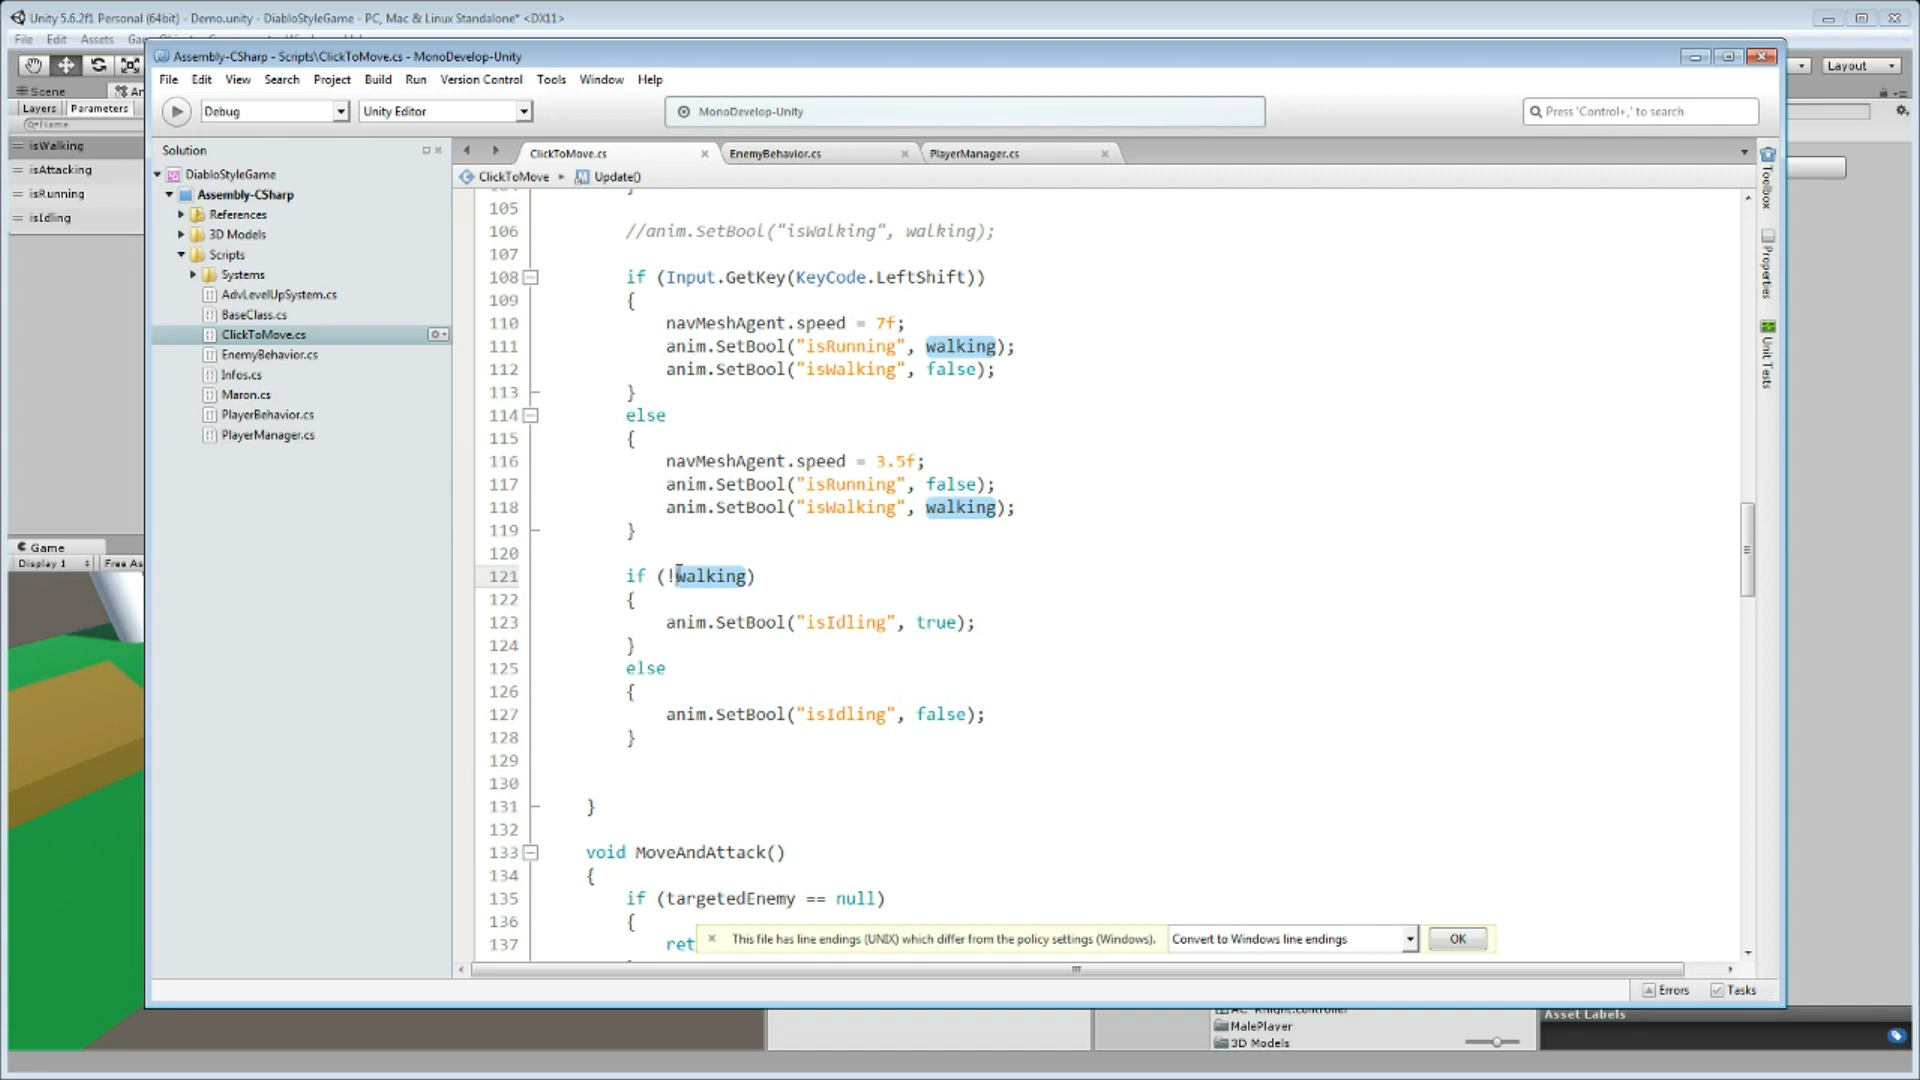 Unity 5.6.2f1 Personal (64bit) - Demo.unity - DiabloStyleGame - PC, Mac & Linux Standalone* <DX11>
File Edit Assets
Assembly-CSharp - Scripts\ClickToMove.cs - MonoDevelop-Unity
File Edit View Search Project Build Run Version Control Tools Window Help
Layout
Scene
Layers Parameters
Name
isWalking
isAttacking
isRunning
isIdling
Debug Unity Editor MonoDevelop-Unity Press 'Control+,' to search
Solution
DiabloStyleGame
Assembly-CSharp
References
3D Models
Scripts
Systems
AdvLevelUpSystem.cs
BaseClass.cs
ClickToMove.cs
EnemyBehavior.cs
Infos.cs
Maron.cs
PlayerBehavior.cs
PlayerManager.cs
ClickToMove.cs EnemyBehavior.cs PlayerManager.cs
ClickToMove Update()
105
106 //anim.SetBool("isWalking", walking);
107
108 if (Input.GetKey(KeyCode.LeftShift))
109 {
110 navMeshAgent.speed = 7f;
111 anim.SetBool("isRunning", walking);
112 anim.SetBool("isWalking", false);
113 }
114 else
115 {
116 navMeshAgent.speed = 3.5f;
117 anim.SetBool("isRunning", false);
118 anim.SetBool("isWalking", walking);
119 }
120
121 if (!walking)
122 {
123 anim.SetBool("isIdling", true);
124 }
125 else
126 {
127 anim.SetBool("isIdling", false);
128 }
129
130
131 }
132
133 void MoveAndAttack()
134 {
135 if (targetedEnemy == null)
136 {
137 ret
This file has line endings (UNIX) which differ from the policy settings (Windows). Convert to Windows line endings OK
Toolbox
Properties
Unit Tests
Errors Tasks
Game
Display 1 Free As
MalePlayer
3D Models
Asset Labels